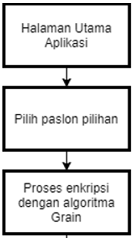 Halaman Utama
Aplikasi
Pilih paslon pilihan
Proses enkripsi
dengan algoritma
Grain